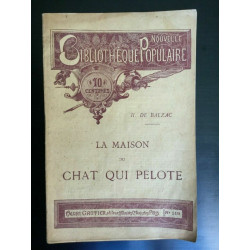 NOUVELLE
BIBLIOTHÈQUE POPULAIRE
10
CENTIMES
H. DE BALZAC
LA MAISON
DU
CHAT QUI PELOTE